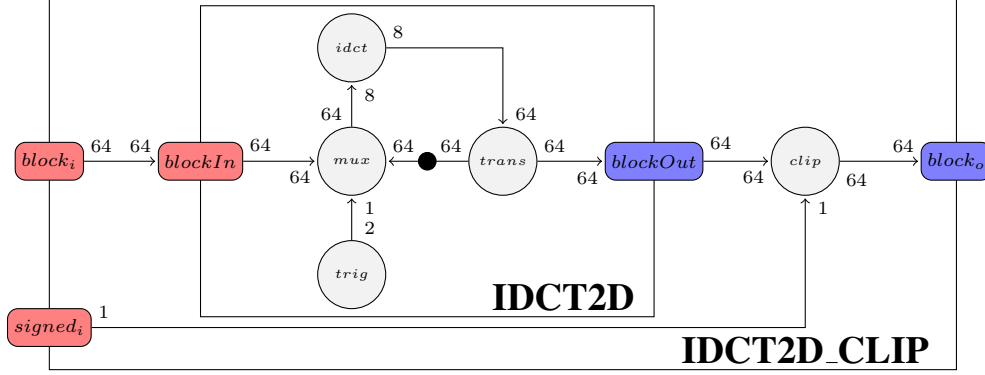 idct
8
8
64
64
block_i
64
64
blockIn
64
64
mux
64
64
trans
64
64
blockOut
64
64
clip
64
block_o
1
2
trig
1
IDCT2D
signed_i
1
IDCT2D_CLIP